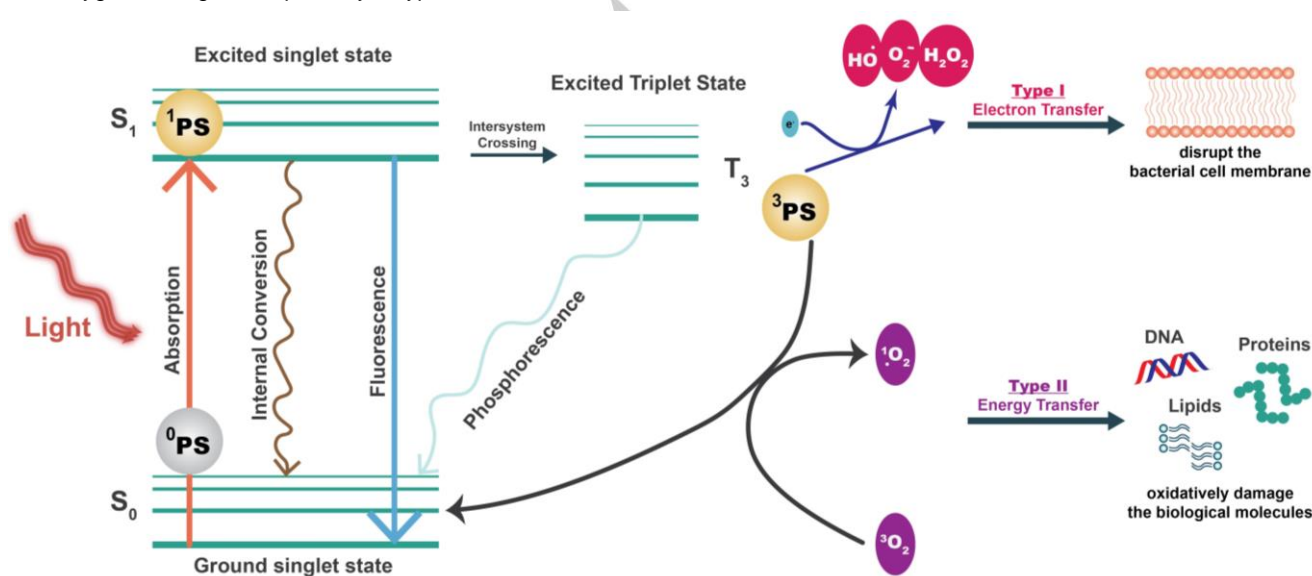 Excited singlet state
S₁
¹PS
Intersystem
Crossing
Excited Triplet State
T₃
³PS
e⁻
HO˙
O₂⁻
H₂O₂
Type I
Electron Transfer
disrupt the
bacterial cell membrane
Light
Absorption
Internal Conversion
Fluorescence
Phosphorescence
⁰PS
S₀
Ground singlet state
¹O₂
³O₂
Type II
Energy Transfer
DNA
Proteins
Lipids
oxidatively damage
the biological molecules